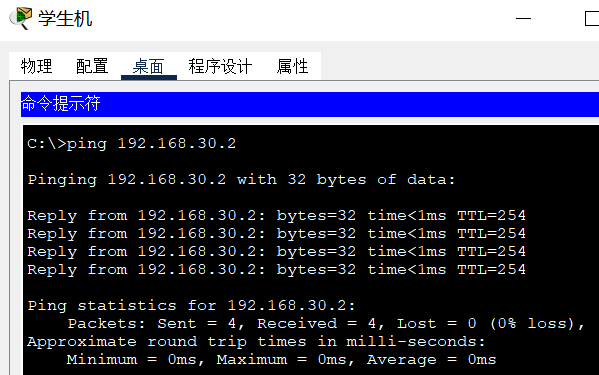 学生机
物理 配置 桌面 程序设计 属性
命令提示符
C:\>ping 192.168.30.2
Pinging 192.168.30.2 with 32 bytes of data:
Reply from 192.168.30.2: bytes=32 time<1ms TTL=254
Reply from 192.168.30.2: bytes=32 time<1ms TTL=254
Reply from 192.168.30.2: bytes=32 time<1ms TTL=254
Reply from 192.168.30.2: bytes=32 time<1ms TTL=254
Ping statistics for 192.168.30.2:
    Packets: Sent = 4, Received = 4, Lost = 0 (0% loss),
Approximate round trip times in milli-seconds:
    Minimum = 0ms, Maximum = 0ms, Average = 0ms